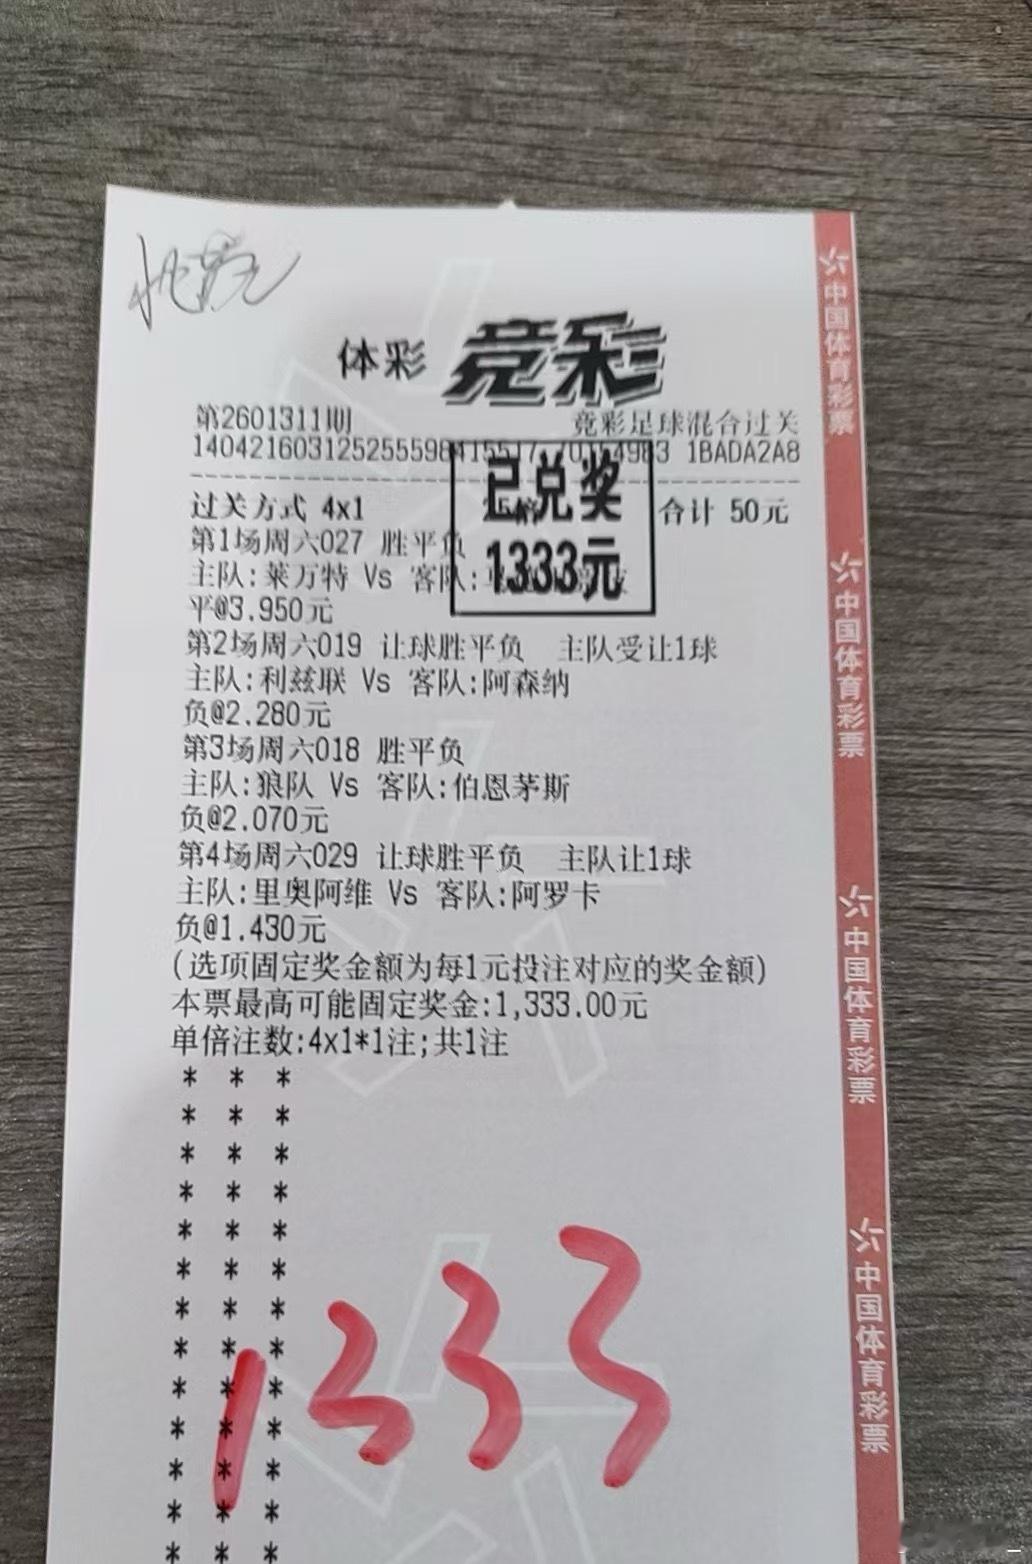 体彩 竞彩
第2601311期 竞彩足球混合过关
1BADA2A8
已兑奖
1333元
过关方式 4x1 合计 50元
第1场周六027 胜平负
主队:莱万特 Vs 客队:
平@3.950元
第2场周六019 让球胜平负 主队受让1球
主队:利兹联 Vs 客队:阿森纳
负@2.280元
第3场周六018 胜平负
主队:狼队 Vs 客队:伯恩茅斯
负@2.070元
第4场周六029 让球胜平负 主队让1球
主队:里奥阿维 Vs 客队:阿罗卡
负@1.430元
(选项固定奖金额为每1元投注对应的奖金额)
本票最高可能固定奖金:1,333.00元
单倍注数:4x1*1注;共1注
* * *
* * *
* * *
* * *
* * *
* * *
* * *
* * *
* * *
* * *
* * *
* * *
* * *
1333
中国体育彩票
中国体育彩票
中国体育彩票
中国体育彩票